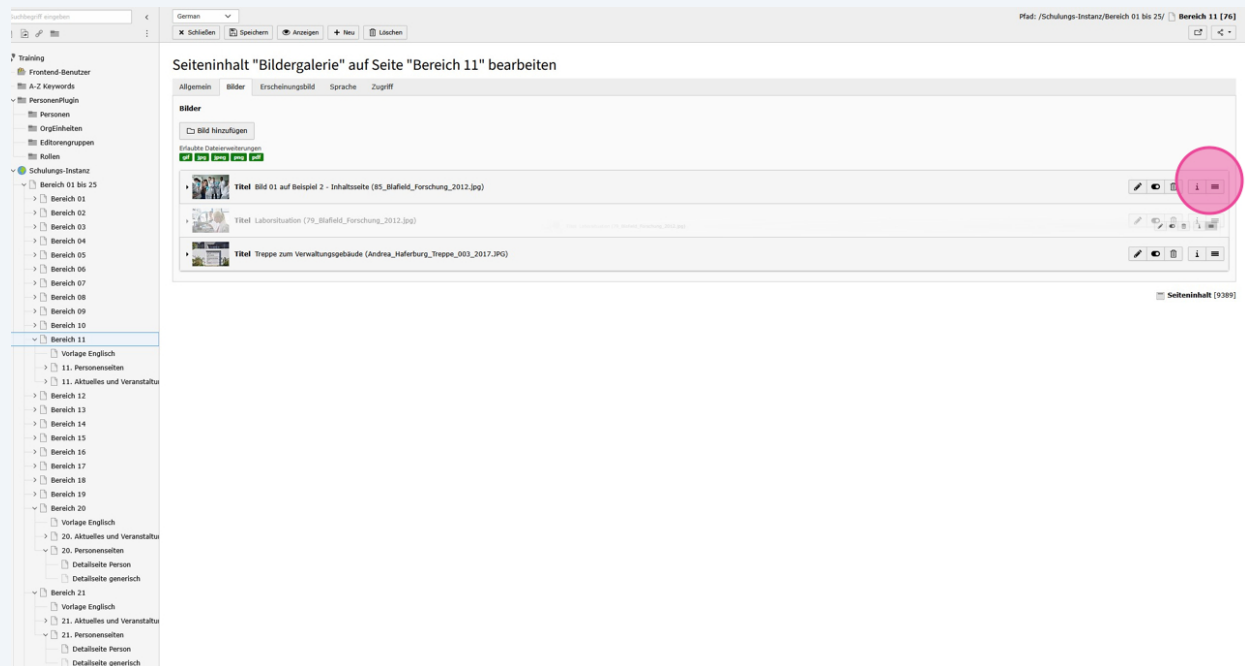 Suchbegriff eingeben
German
Pfad: /Schulungs-Instanz/Bereich 01 bis 25/ Bereich 11 [76]
Schließen Speichern Anzeigen Neu Löschen
Training
Frontend-Benutzer
A-Z Keywords
PersonenPlugin
Personen
OrgEinheiten
Editorengruppen
Rollen
Schulungs-Instanz
Bereich 01 bis 25
Bereich 01
Bereich 02
Bereich 03
Bereich 04
Bereich 05
Bereich 06
Bereich 07
Bereich 08
Bereich 09
Bereich 10
Bereich 11
Vorlage Englisch
11. Personenseiten
11. Aktuelles und Veranstaltu
Bereich 12
Bereich 13
Bereich 14
Bereich 15
Bereich 16
Bereich 17
Bereich 18
Bereich 19
Bereich 20
Vorlage Englisch
20. Aktuelles und Veranstaltu
20. Personenseiten
Detailseite Person
Detailseite generisch
Bereich 21
Vorlage Englisch
21. Aktuelles und Veranstaltu
21. Personenseiten
Detailseite Person
Detailseite generisch
Seiteninhalt "Bildergalerie" auf Seite "Bereich 11" bearbeiten
Allgemein Bilder Erscheinungsbild Sprache Zugriff
Bilder
Bild hinzufügen
Erlaubte Dateierweiterungen
gif jpg jpeg png pdf
Titel Bild 01 auf Beispiel 2 - Inhaltsseite (85_Blafield_Forschung_2012.jpg)
Titel Laborsituation (79_Blafield_Forschung_2012.jpg)
Titel Treppe zum Verwaltungsgebäude (Andrea_Haferburg_Treppe_003_2017.JPG)
Seiteninhalt [9389]